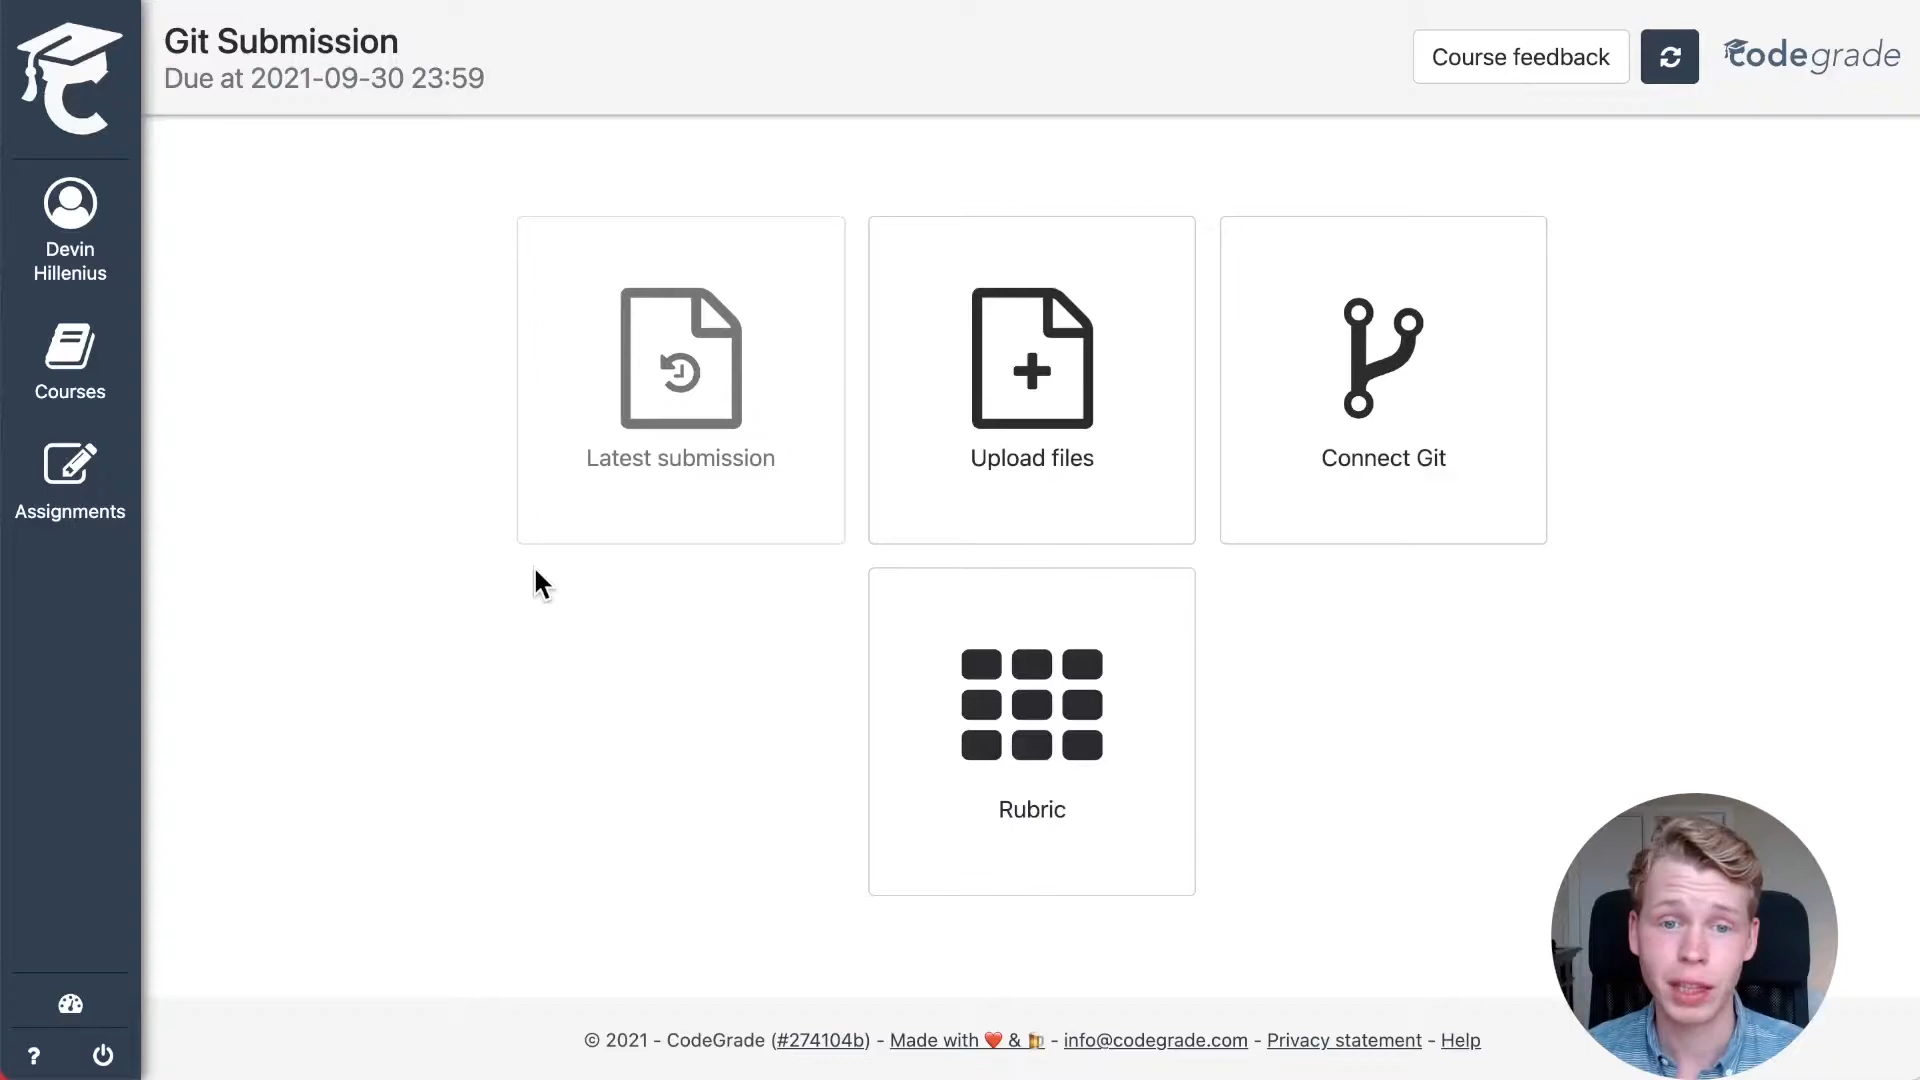 Git Submission
Due at 2021-09-30 23:59
Course feedback
codegrade
Devin
Hillenius
Courses
Assignments
Latest submission
Upload files
Connect Git
Rubric
© 2021 - CodeGrade (#274104b) - Made with ❤️ & 🍻 - info@codegrade.com - Privacy statement - Help
?